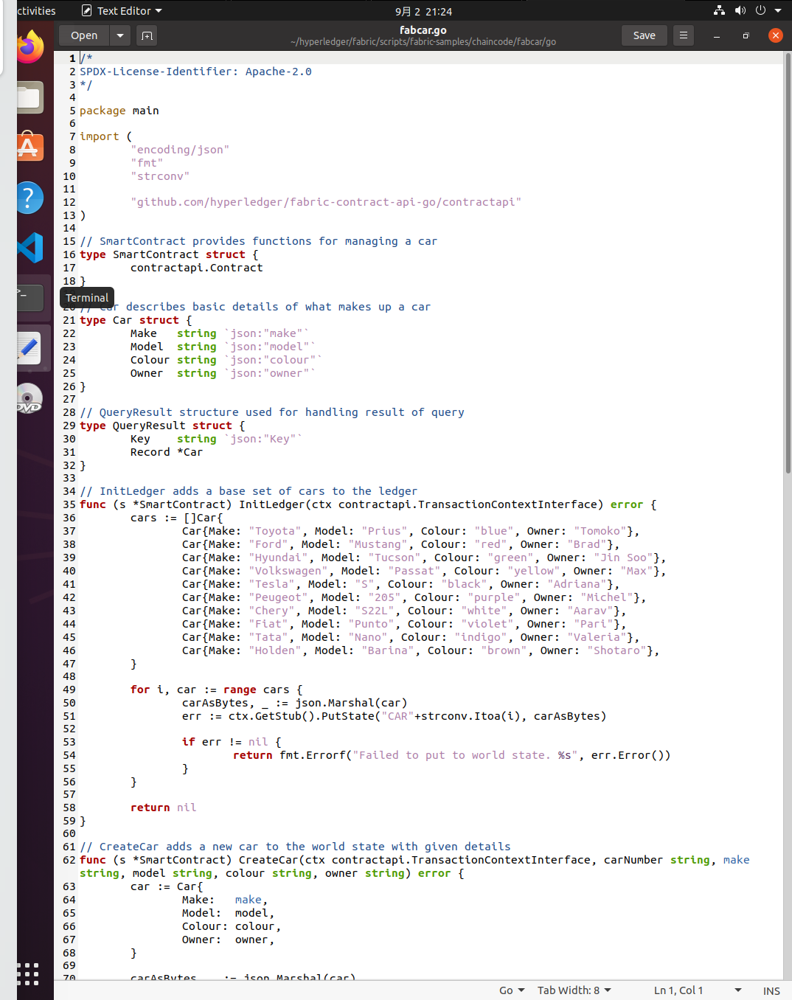 ctivities
Text Editor
9月 2 21:24
Open
fabcar.go
~/hyperledger/fabric/scripts/fabric-samples/chaincode/fabcar/go
Save
1 /*
2 SPDX-License-Identifier: Apache-2.0
3 */
4
5 package main
6
7 import (
8 "encoding/json"
9 "fmt"
10 "strconv"
11
12 "github.com/hyperledger/fabric-contract-api-go/contractapi"
13 )
14
15 // SmartContract provides functions for managing a car
16 type SmartContract struct {
17 contractapi.Contract
18 }
Terminal
20 // Car describes basic details of what makes up a car
21 type Car struct {
22 Make string `json:"make"`
23 Model string `json:"model"`
24 Colour string `json:"colour"`
25 Owner string `json:"owner"`
26 }
27
28 // QueryResult structure used for handling result of query
29 type QueryResult struct {
30 Key string `json:"Key"`
31 Record *Car
32 }
33
34 // InitLedger adds a base set of cars to the ledger
35 func (s *SmartContract) InitLedger(ctx contractapi.TransactionContextInterface) error {
36 cars := []Car{
37 Car{Make: "Toyota", Model: "Prius", Colour: "blue", Owner: "Tomoko"},
38 Car{Make: "Ford", Model: "Mustang", Colour: "red", Owner: "Brad"},
39 Car{Make: "Hyundai", Model: "Tucson", Colour: "green", Owner: "Jin Soo"},
40 Car{Make: "Volkswagen", Model: "Passat", Colour: "yellow", Owner: "Max"},
41 Car{Make: "Tesla", Model: "S", Colour: "black", Owner: "Adriana"},
42 Car{Make: "Peugeot", Model: "205", Colour: "purple", Owner: "Michel"},
43 Car{Make: "Chery", Model: "S22L", Colour: "white", Owner: "Aarav"},
44 Car{Make: "Fiat", Model: "Punto", Colour: "violet", Owner: "Pari"},
45 Car{Make: "Tata", Model: "Nano", Colour: "indigo", Owner: "Valeria"},
46 Car{Make: "Holden", Model: "Barina", Colour: "brown", Owner: "Shotaro"},
47 }
48
49 for i, car := range cars {
50 carAsBytes, _ := json.Marshal(car)
51 err := ctx.GetStub().PutState("CAR"+strconv.Itoa(i), carAsBytes)
52
53 if err != nil {
54 return fmt.Errorf("Failed to put to world state. %s", err.Error())
55 }
56 }
57
58 return nil
59 }
60
61 // CreateCar adds a new car to the world state with given details
62 func (s *SmartContract) CreateCar(ctx contractapi.TransactionContextInterface, carNumber string, make
string, model string, colour string, owner string) error {
63 car := Car{
64 Make: make,
65 Model: model,
66 Colour: colour,
67 Owner: owner,
68 }
69
70 carAsBytes, _ := json.Marshal(car)
Go
Tab Width: 8
Ln 1, Col 1
INS